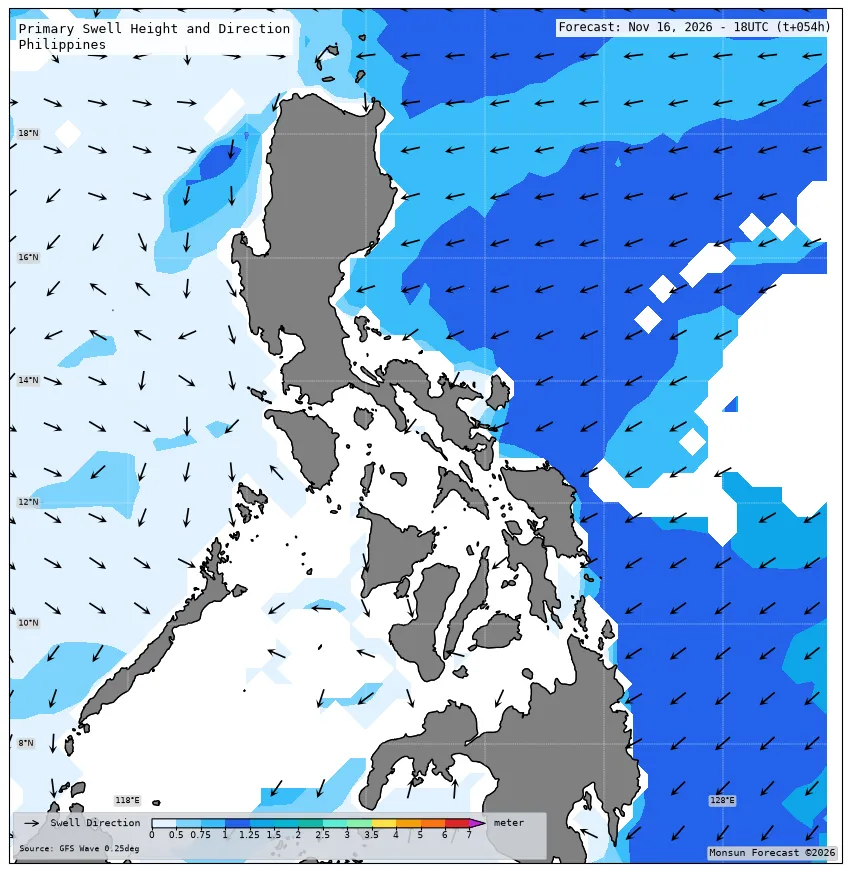 Primary Swell Height and Direction
Philippines
Forecast: Nov 16, 2026 - 18UTC (t+054h)
18°N
16°N
14°N
12°N
10°N
8°N
118°E
128°E
Swell Direction
meter
0 0.5 0.75 1 1.25 1.5 2 2.5 3 3.5 4 5 6 7
Source: GFS Wave 0.25deg
Monsun Forecast ©2026